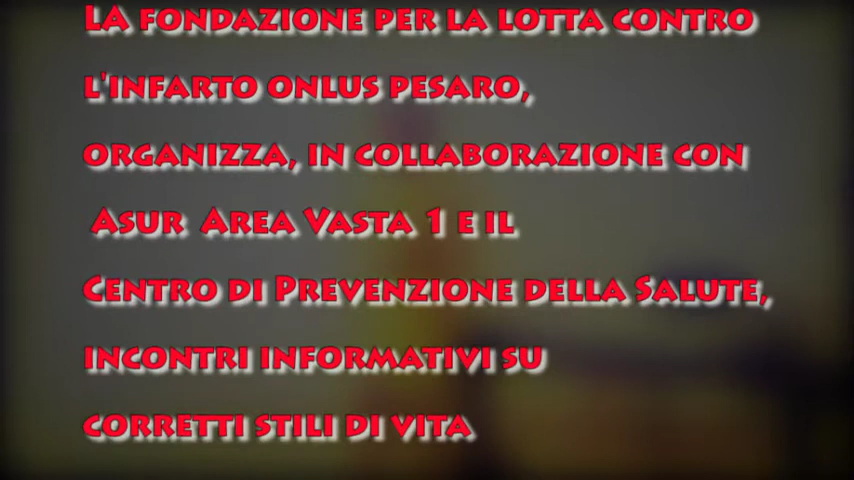 LA fondazione per la lotta contro
l'infarto onlus pesaro,
organizza, in collaborazione con
Asur Area Vasta 1 e il
Centro di Prevenzione della Salute,
incontri informativi su
corretti stili di vita